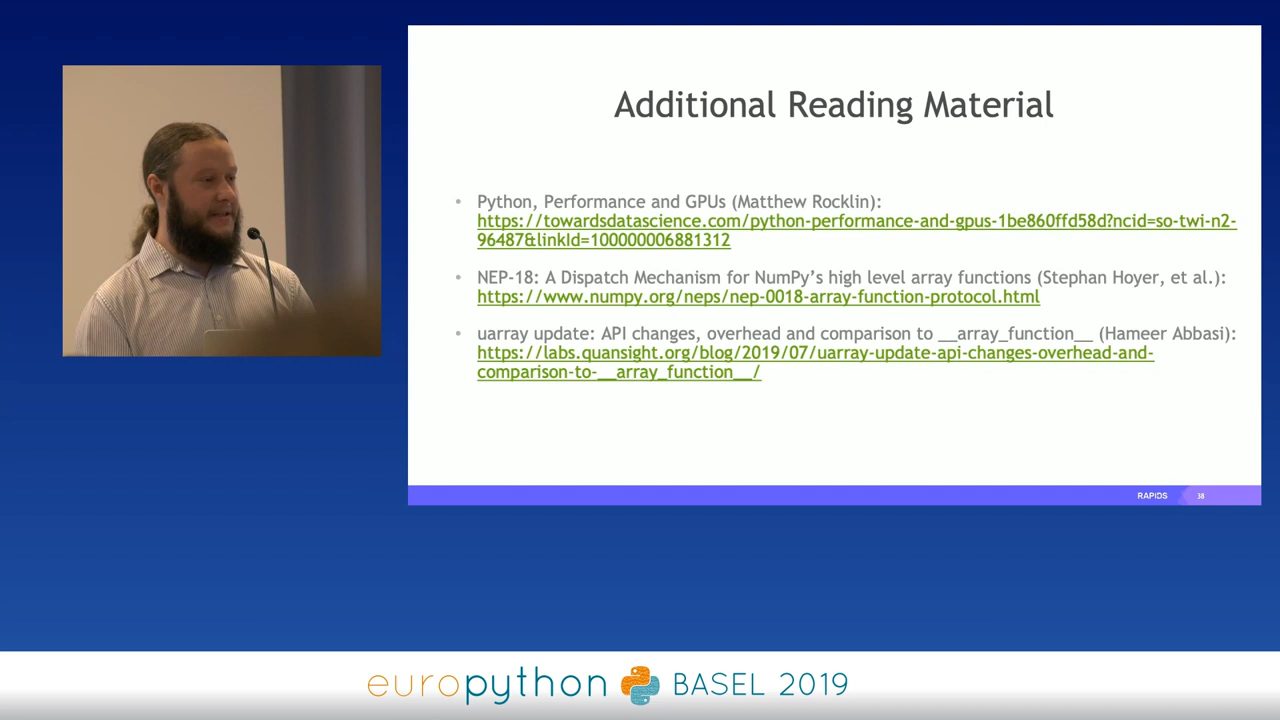 Additional Reading Material
• Python, Performance and GPUs (Matthew Rocklin):
https://towardsdatascience.com/python-performance-and-gpus-1be860ffd58d?ncid=so-twi-n2-
96487&linkId=100000006881312
• NEP-18: A Dispatch Mechanism for NumPy's high level array functions (Stephan Hoyer, et al.):
https://www.numpy.org/neps/nep-0018-array-function-protocol.html
• uarray update: API changes, overhead and comparison to __array_function__ (Hameer Abbasi):
https://labs.quansight.org/blog/2019/07/uarray-update-api-changes-overhead-and-
comparison-to-__array_function__/
RAPIDS 38
europython BASEL 2019